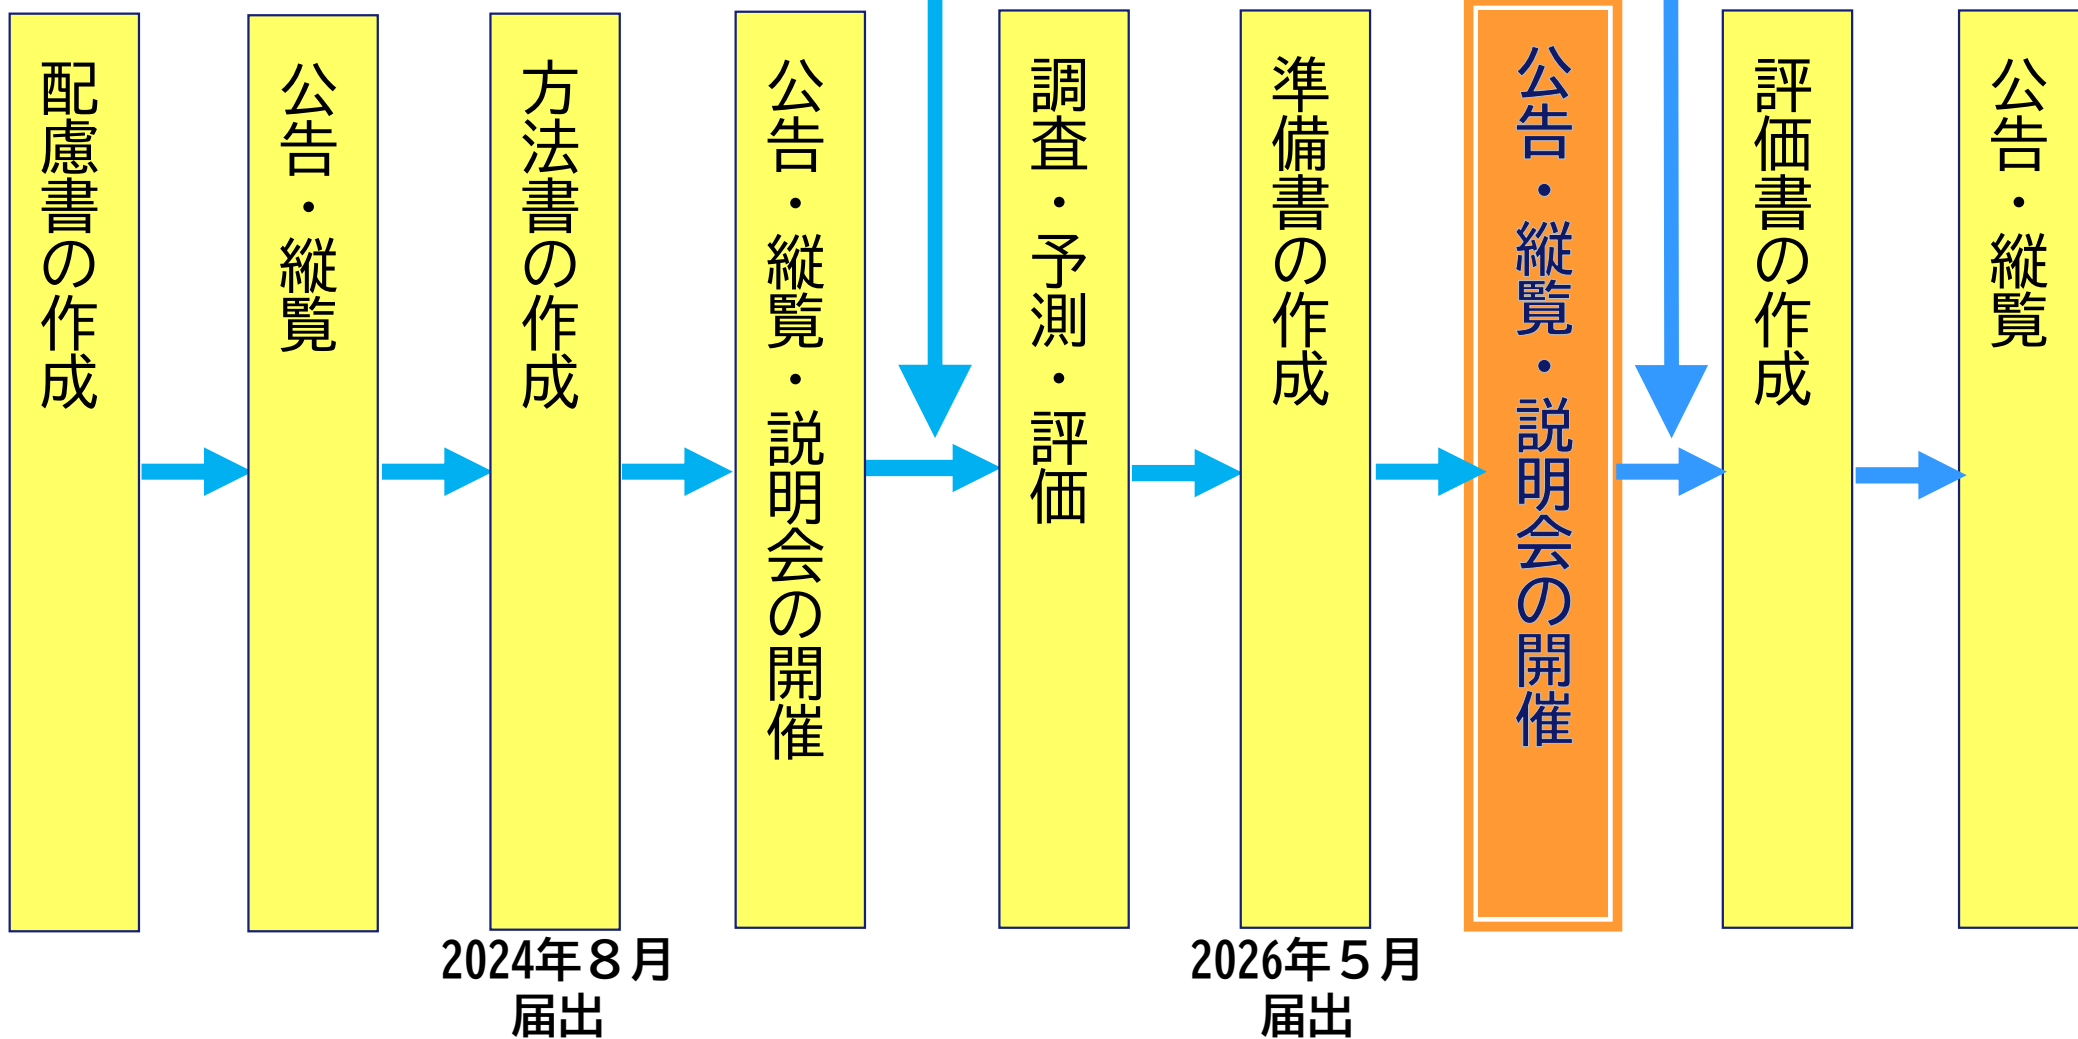 配慮書の作成
公告・縦覧
方法書の作成
公告・縦覧・説明会の開催
調査・予測・評価
準備書の作成
公告・縦覧・説明会の開催
評価書の作成
公告・縦覧
2024年８月
届出
2026年５月
届出